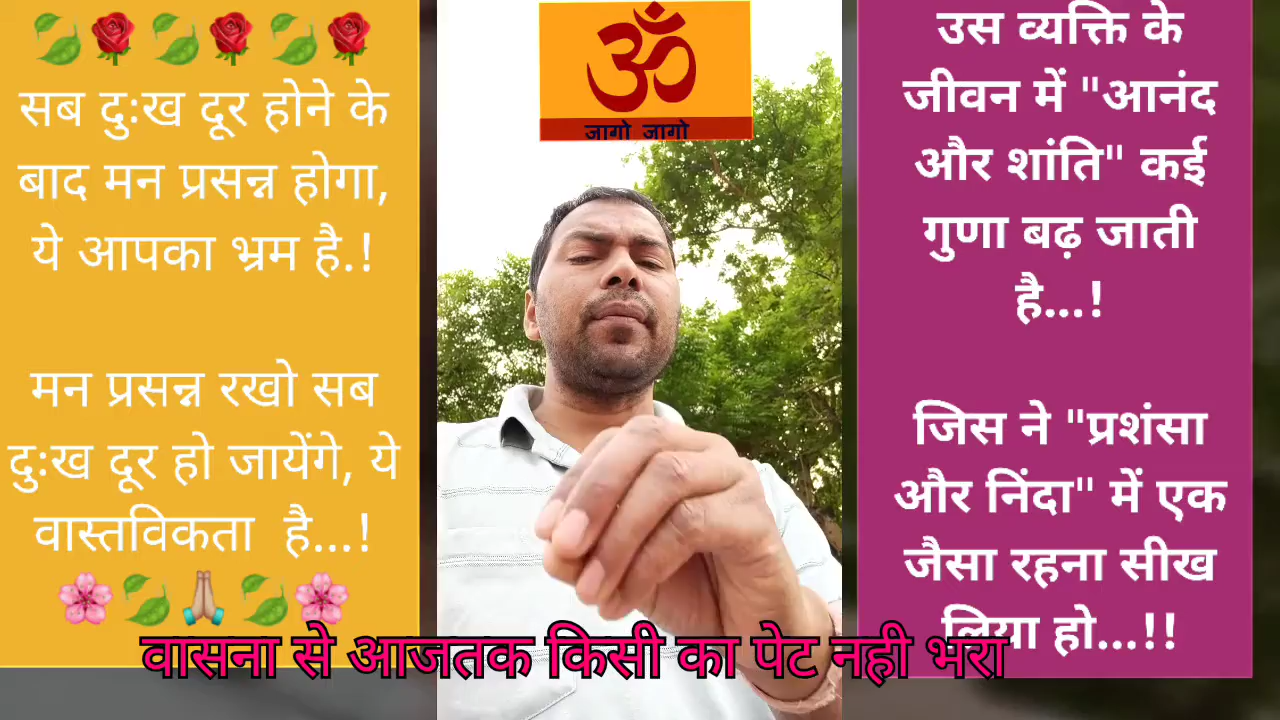 सब दुःख दूर होने के
बाद मन प्रसन्न होगा,
ये आपका भ्रम है.!
मन प्रसन्न रखो सब
दुःख दूर हो जायेंगे, ये
वास्तविकता है...!
ॐ
जागो जागो
उस व्यक्ति के
जीवन में "आनंद
और शांति" कई
गुणा बढ़ जाती
है...!
जिस ने "प्रशंसा
और निंदा" में एक
जैसा रहना सीख
लिया हो...!!
वासना से आजतक किसी का पेट नही भरा